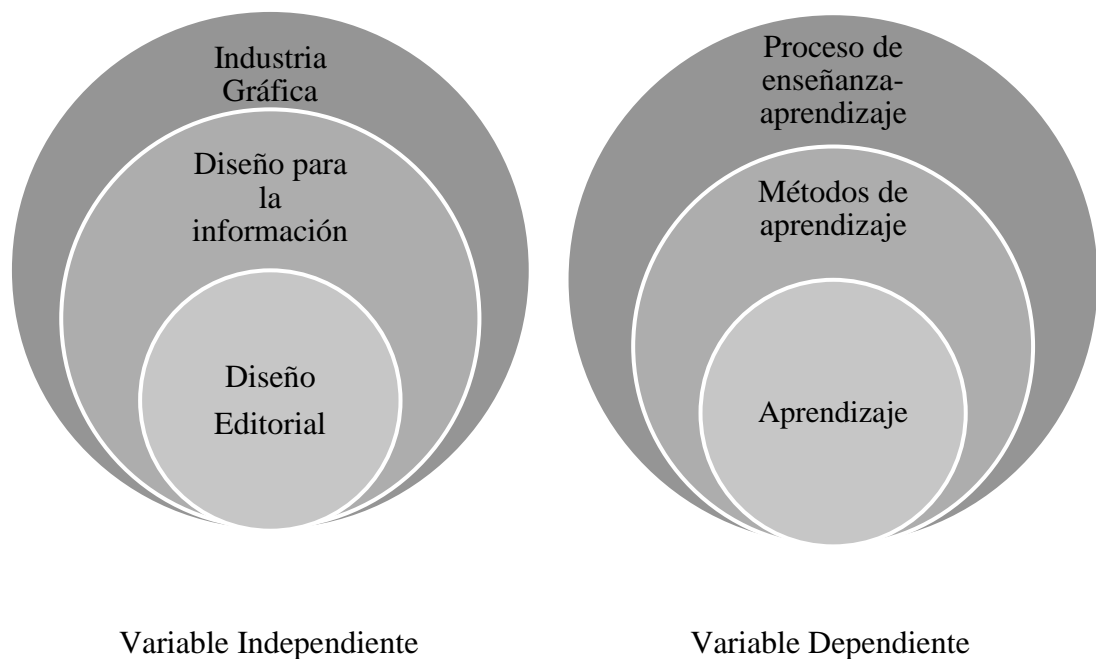 Industria
Gráfica
Diseño para
la
información
Diseño
Editorial
Proceso de
enseñanza-
aprendizaje
Métodos de
aprendizaje
Aprendizaje
Variable Independiente
Variable Dependiente